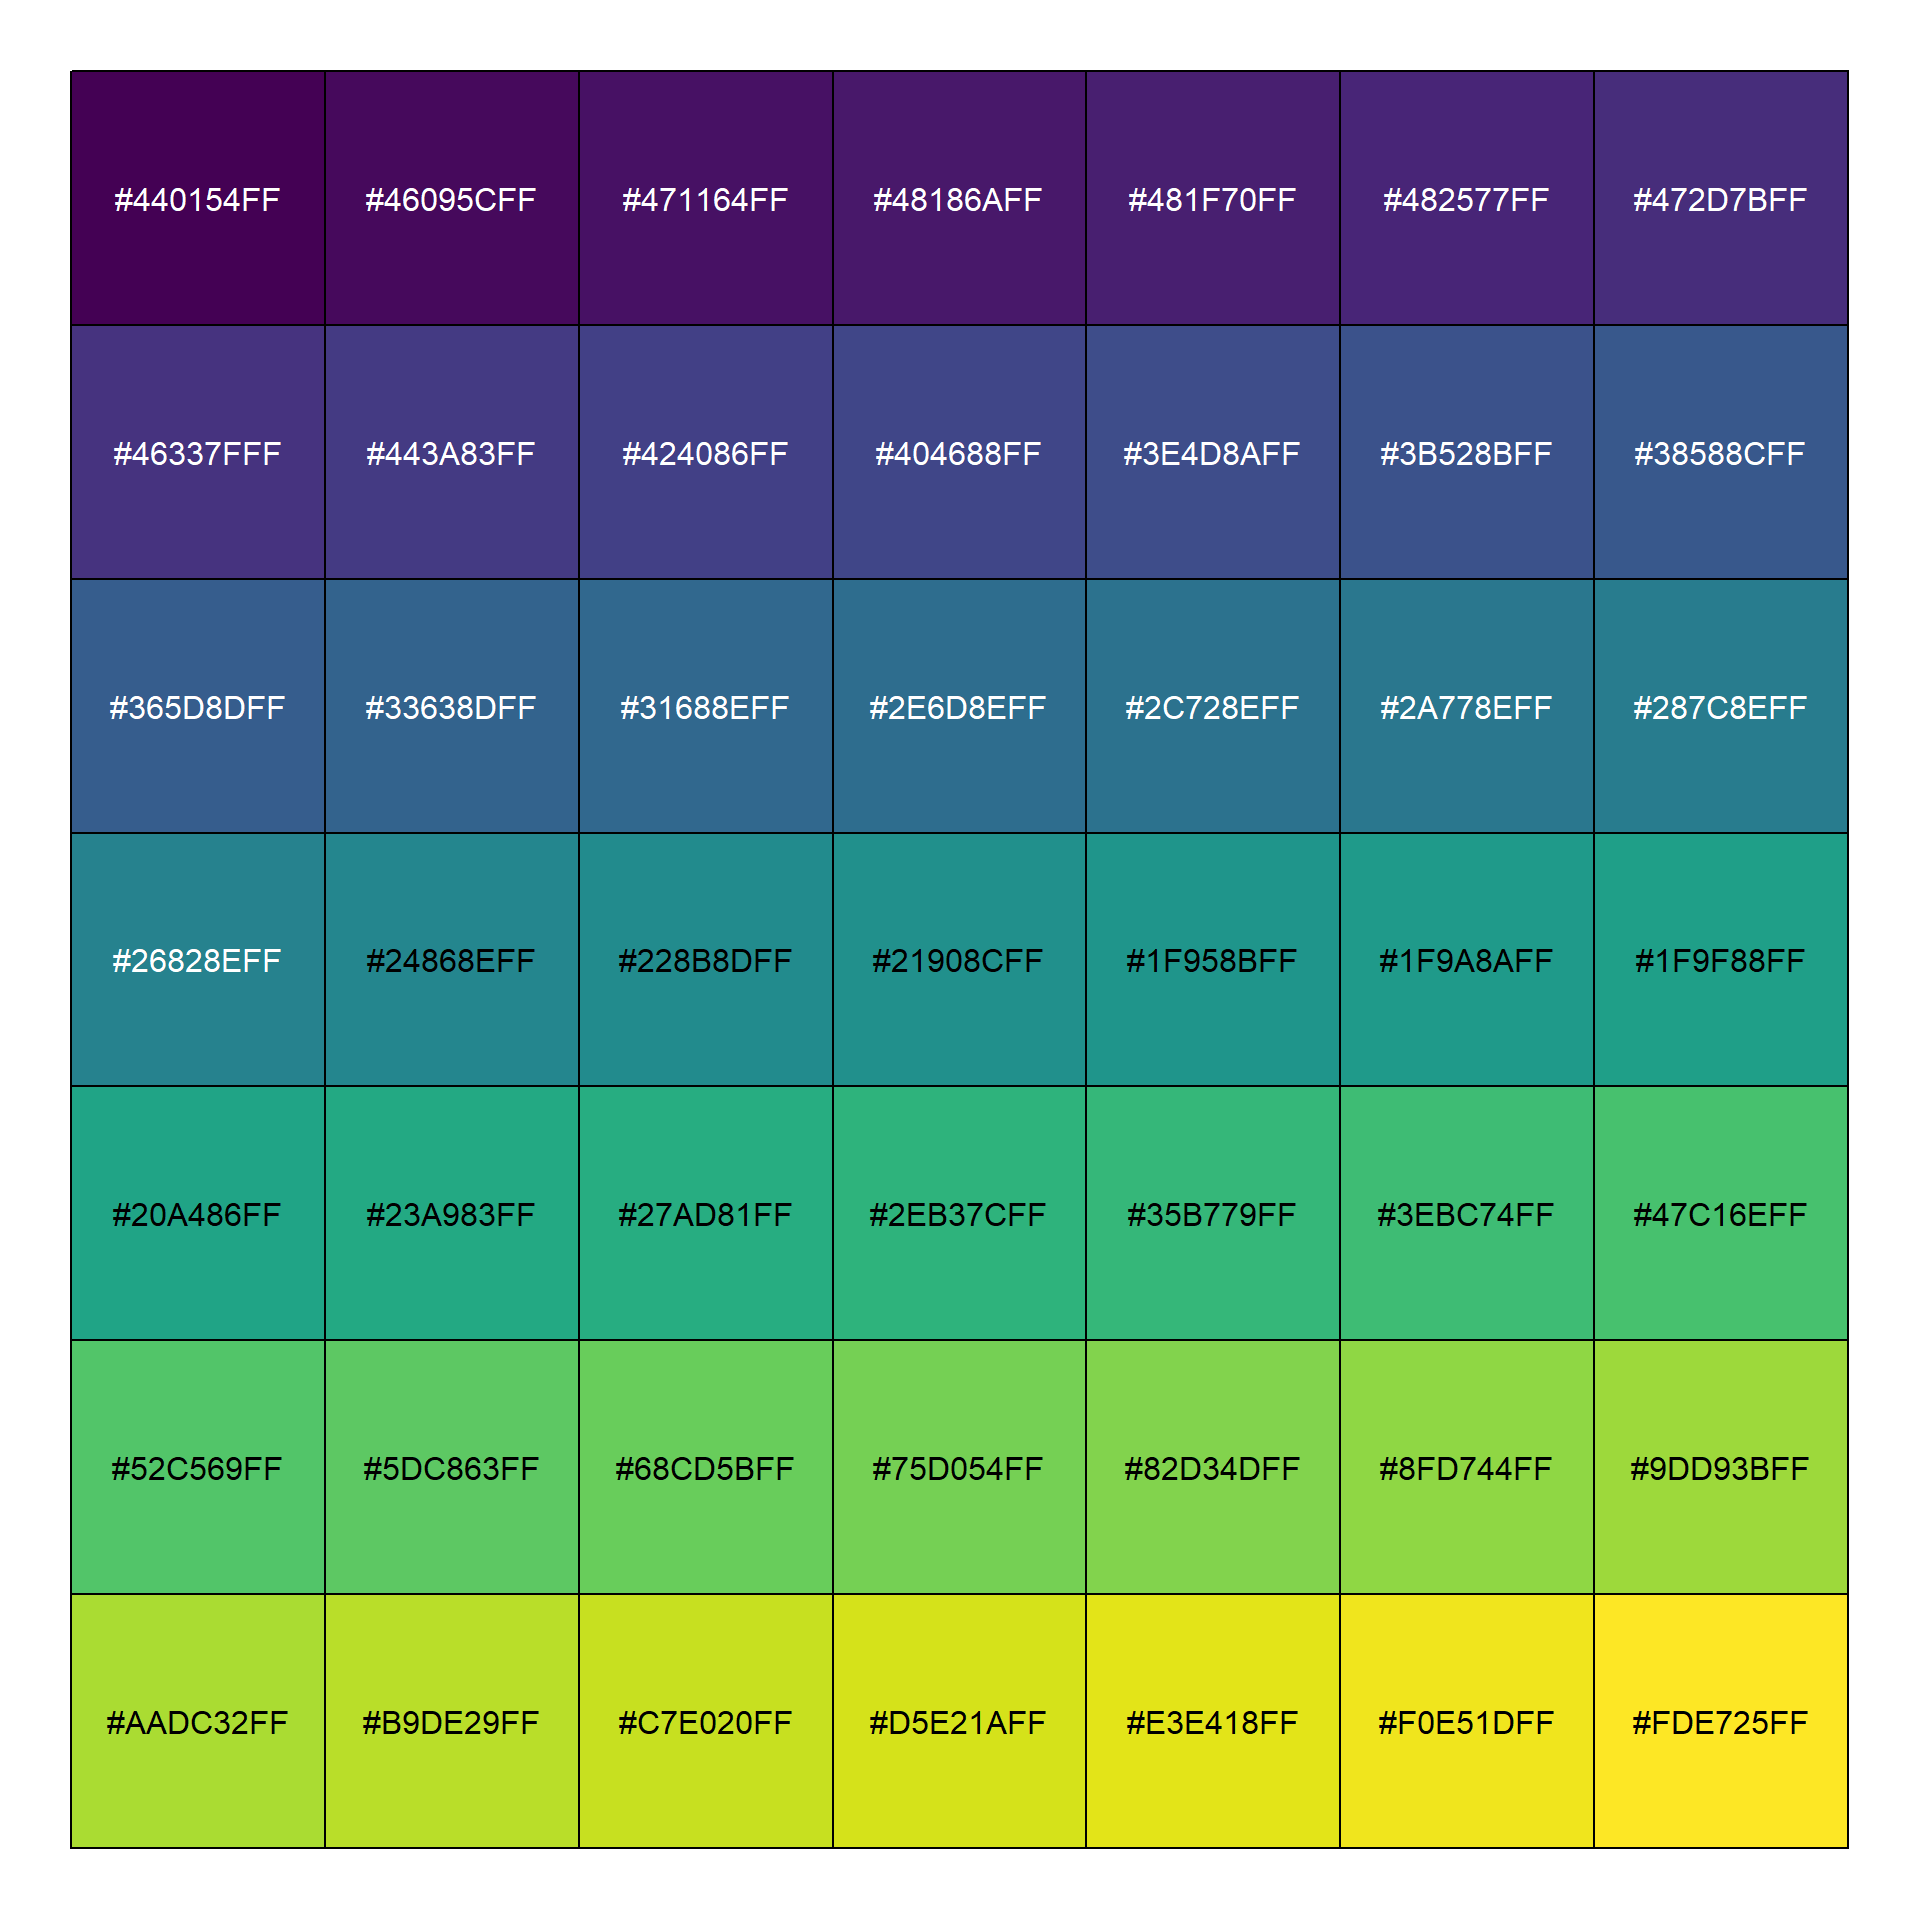 #440154FF #46095CFF #471164FF #48186AFF #481F70FF #482577FF #472D7BFF
#46337FFF #443A83FF #424086FF #404688FF #3E4D8AFF #3B528BFF #38588CFF
#365D8DFF #33638DFF #31688EFF #2E6D8EFF #2C728EFF #2A778EFF #287C8EFF
#26828EFF #24868EFF #228B8DFF #21908CFF #1F958BFF #1F9A8AFF #1F9F88FF
#20A486FF #23A983FF #27AD81FF #2EB37CFF #35B779FF #3EBC74FF #47C16EFF
#52C569FF #5DC863FF #68CD5BFF #75D054FF #82D34DFF #8FD744FF #9DD93BFF
#AADC32FF #B9DE29FF #C7E020FF #D5E21AFF #E3E418FF #F0E51DFF #FDE725FF